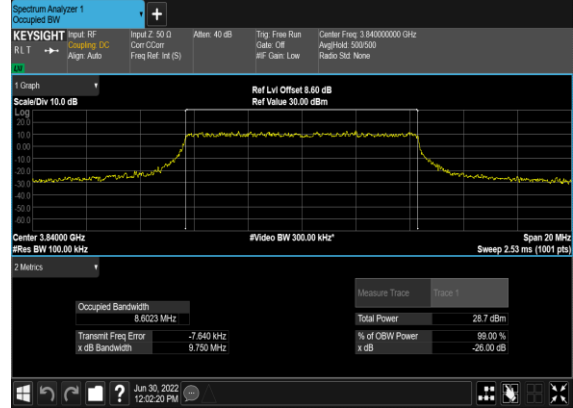 Spectrum Analyzer 1
Occupied BW
+
KEYSIGHT
RLT
Input: RF
Coupling: DC
Align: Auto
Input Z: 50 Ω
Corr CCorr
Freq Ref: Int (S)
Atten: 40 dB
Trig: Free Run
Gate: Off
#IF Gain: Low
Center Freq: 3.840000000 GHz
Avg|Hold: 500/500
Radio Std: None
LU
1 Graph
Scale/Div 10.0 dB
Ref Lvl Offset 8.60 dB
Ref Value 30.00 dBm
Log
20.0
10.0
0.00
-10.0
-20.0
-30.0
-40.0
-50.0
-60.0
Center 3.84000 GHz
#Res BW 100.00 kHz
#Video BW 300.00 kHz*
Span 20 MHz
Sweep 2.53 ms (1001 pts)
2 Metrics
Measure Trace Trace 1
Occupied Bandwidth
8.6023 MHz
Total Power 28.7 dBm
Transmit Freq Error -7.640 kHz
% of OBW Power 99.00 %
x dB Bandwidth 9.750 MHz
x dB -26.00 dB
?
Jun 30, 2022
12:02:20 PM